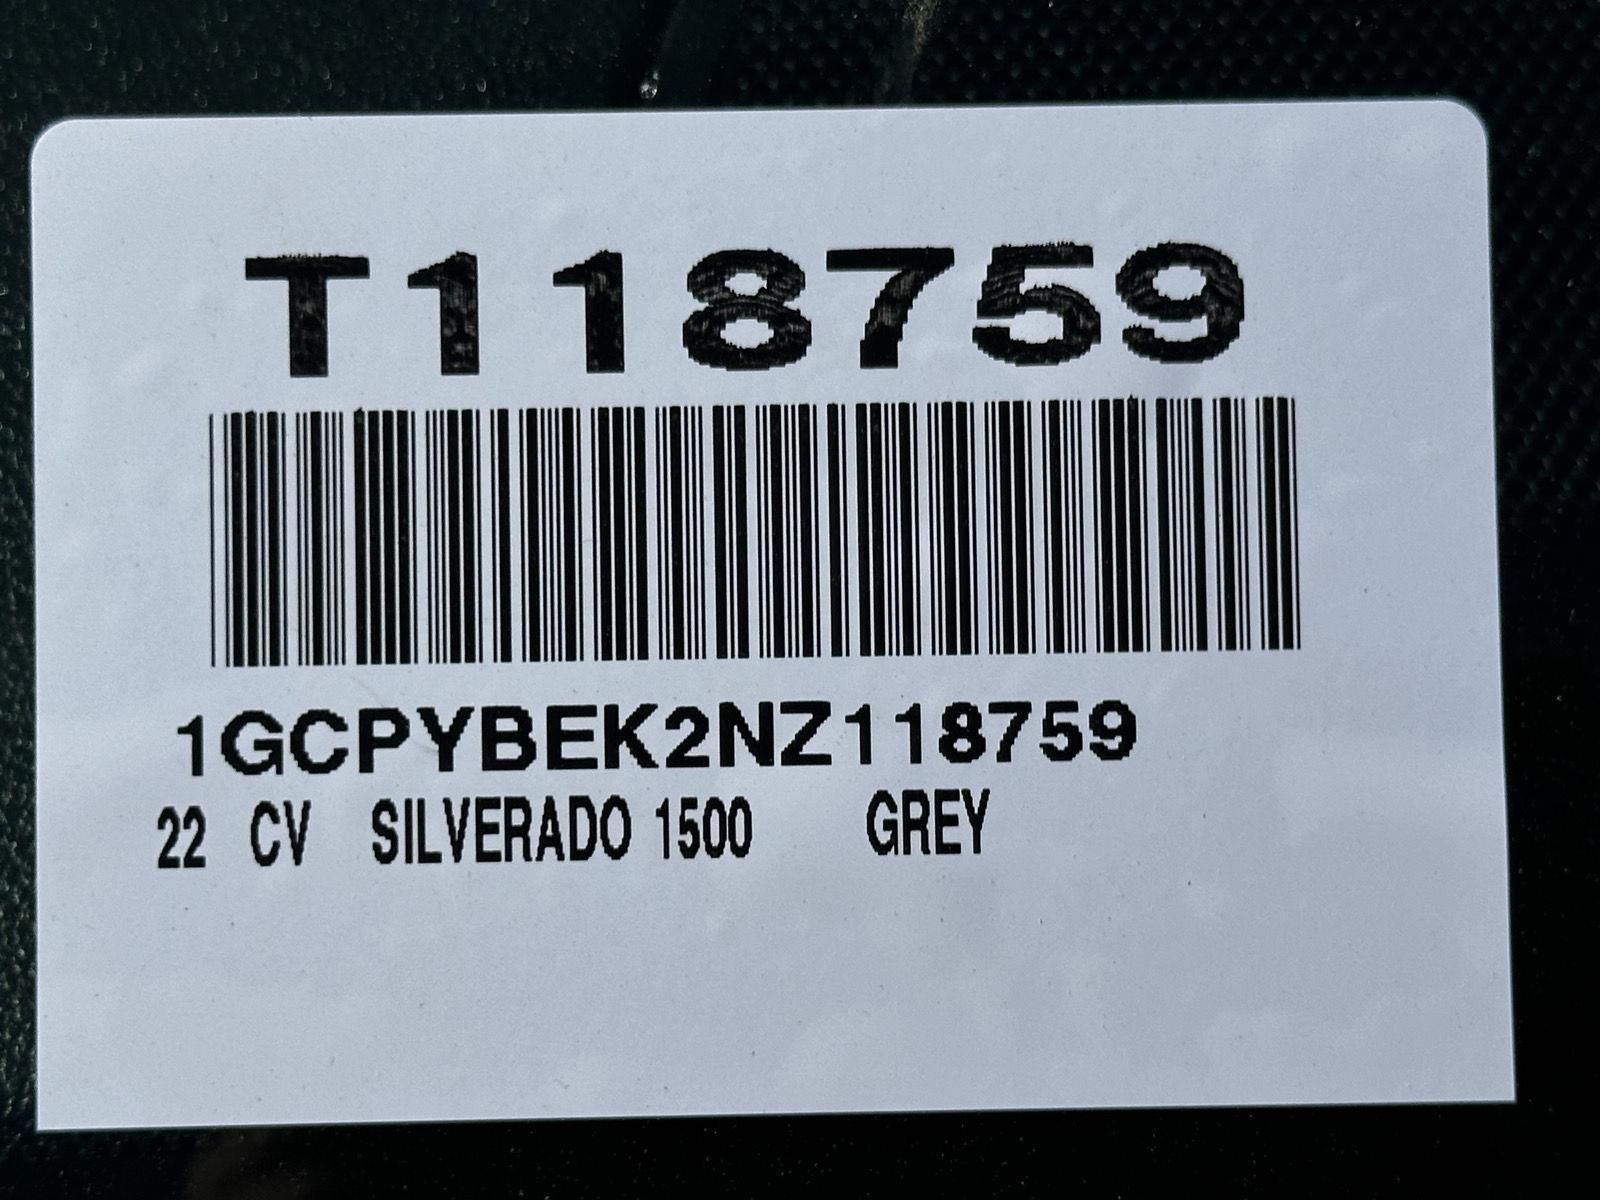 T118759
1GCPYBEK2NZ118759
22 CV SILVERADO 1500 GREY